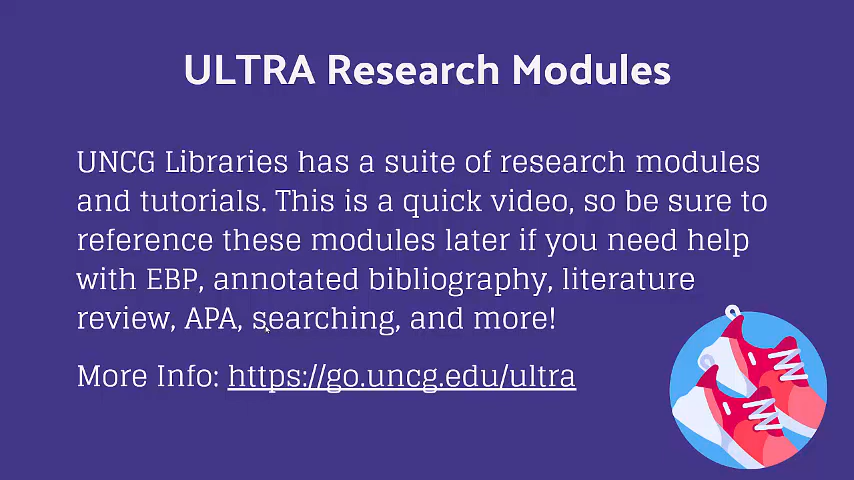 ULTRA Research Modules
UNCG Libraries has a suite of research modules
and tutorials. This is a quick video, so be sure to
reference these modules later if you need help
with EBP, annotated bibliography, literature
review, APA, searching, and more!
More Info: https://go.uncg.edu/ultra